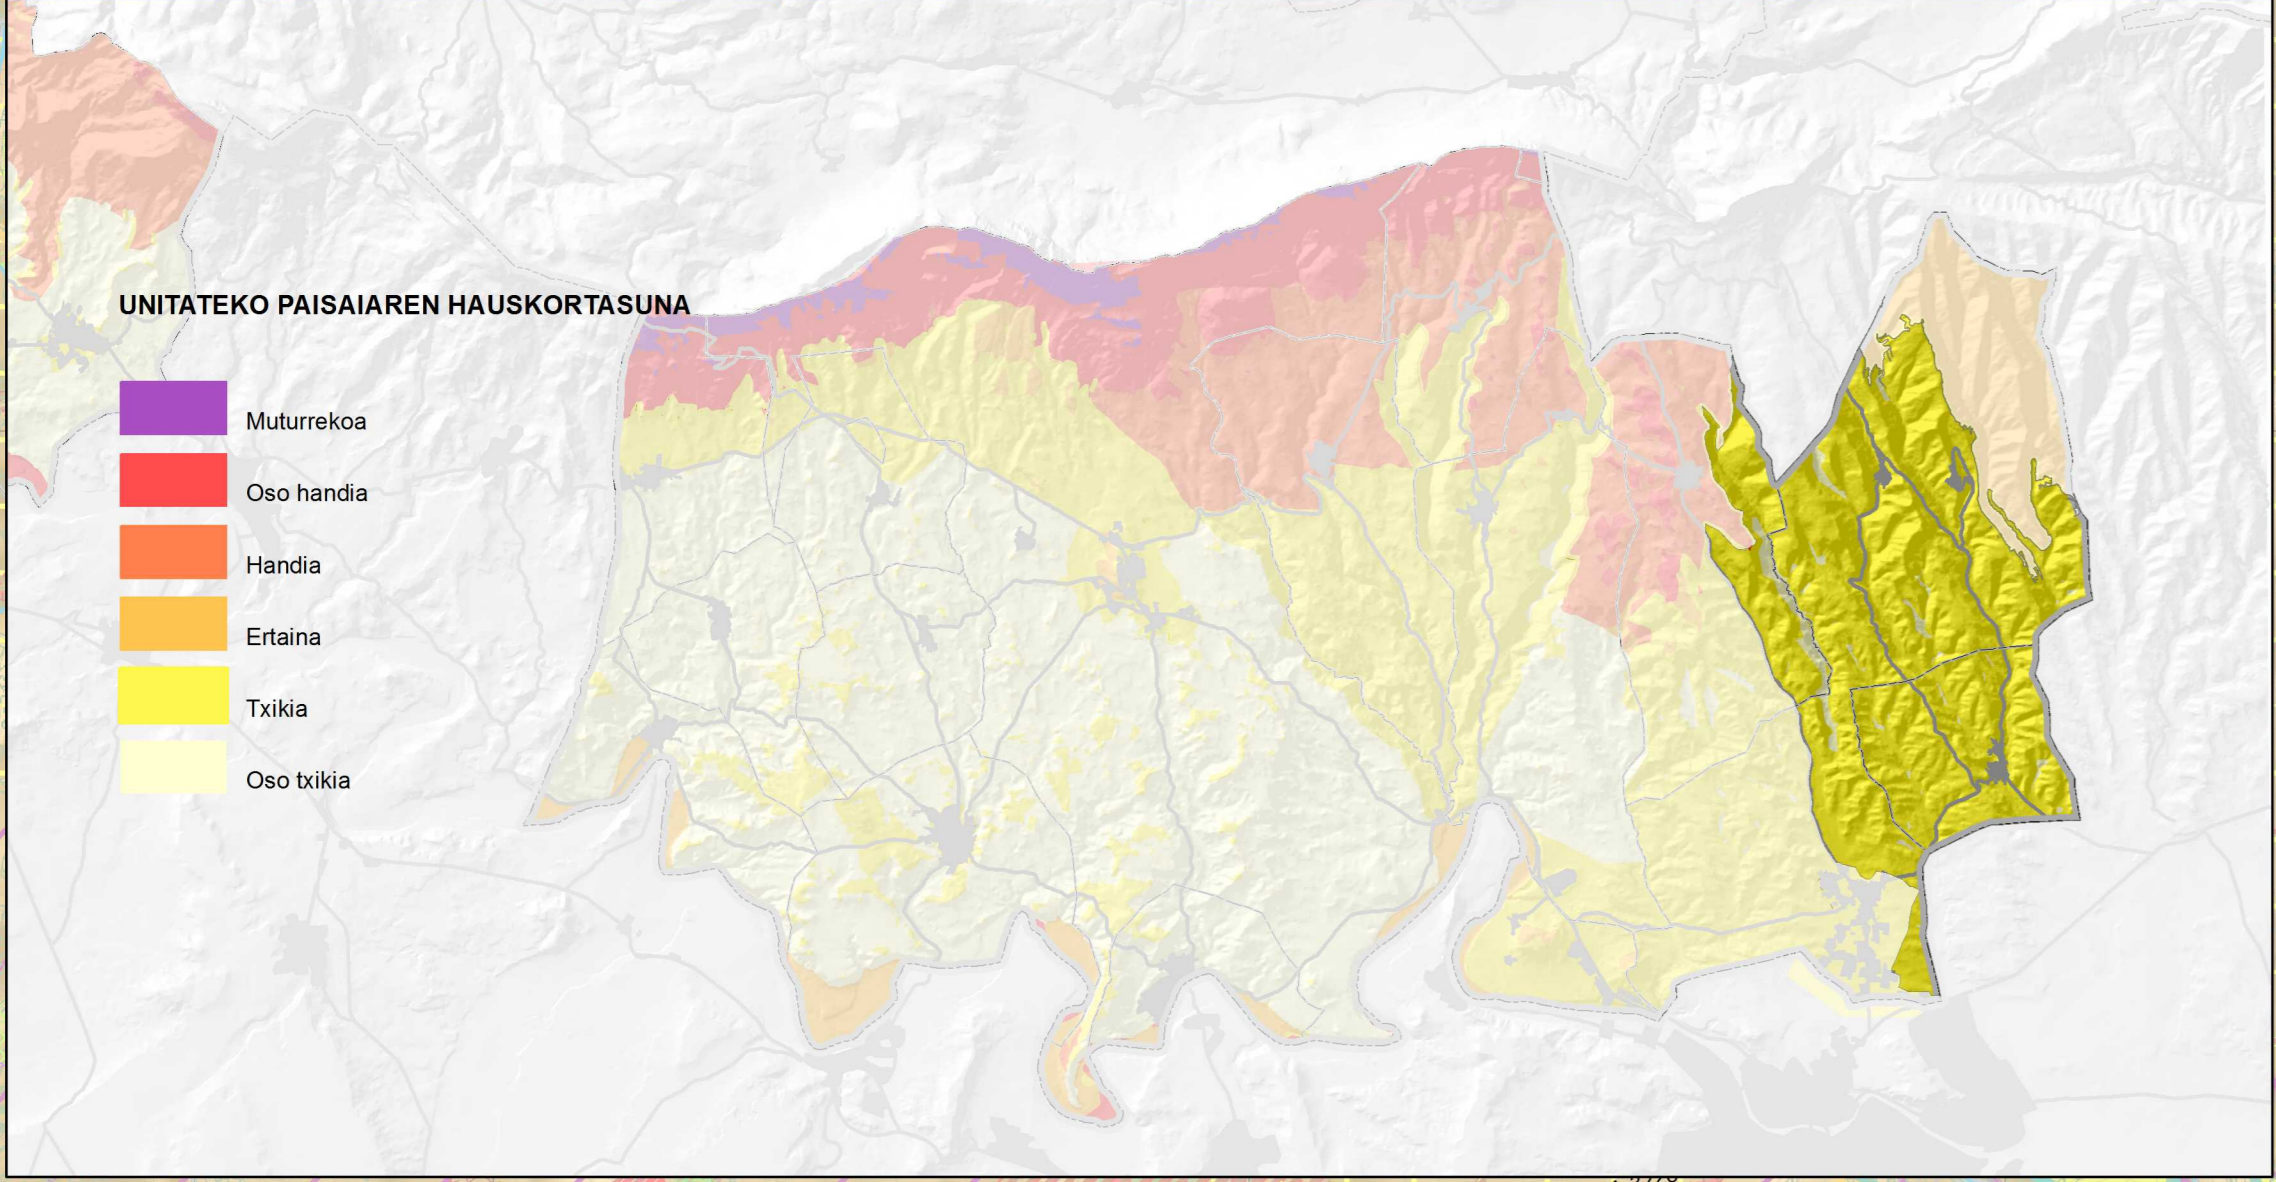 UNITATEKO PAISAIAREN HAUSKORTASUNA
Muturrekoa
Oso handia
Handia
Ertaina
Txikia
Oso txikia